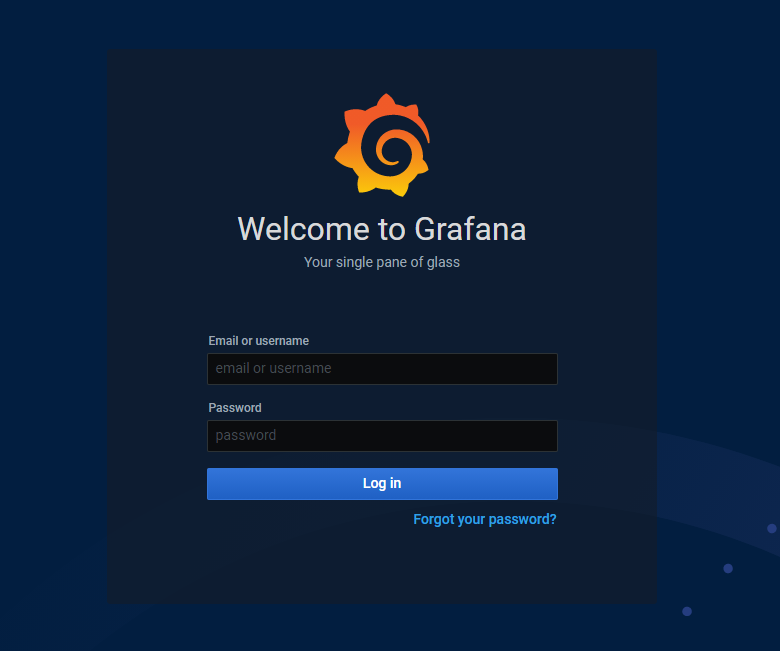 Welcome to Grafana
Your single pane of glass
Email or username
email or username
Password
password
Log in
Forgot your password?